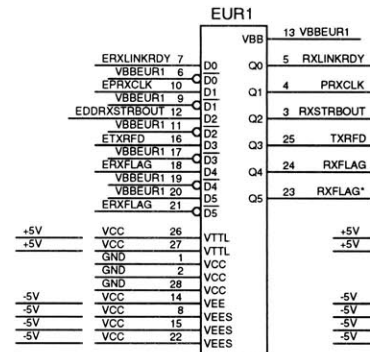 EUR1
VBB 13 VBBEUR1
ERXLINKRDY 7 D0 Q0 5 RXLINKRDY
VBBEUR1 6 D0
EPRXCLK 10 D1 Q1 4 PRXCLK
VBBEUR1 9 D1
EDDRXSTRBOUT 12 D2 Q2 3 RXSTRBOUT
VBBEUR1 11 D2
ETXRFD 16 D3 Q3 25 TXRFD
VBBEUR1 17 D3
ERXFLAG 18 D4 Q4 24 RXFLAG
VBBEUR1 19 D4
VBBEUR1 20 D5 Q5 23 RXFLAG*
ERXFLAG 21 D5
+5V VCC 26 VTTL +5V
+5V VCC 27 VTTL +5V
GND 1 VCC
GND 2 VCC
GND 28 VCC
-5V VCC 14 VEE -5V
-5V VCC 8 VEES -5V
-5V VCC 15 VEES -5V
-5V VCC 22 VEES -5V